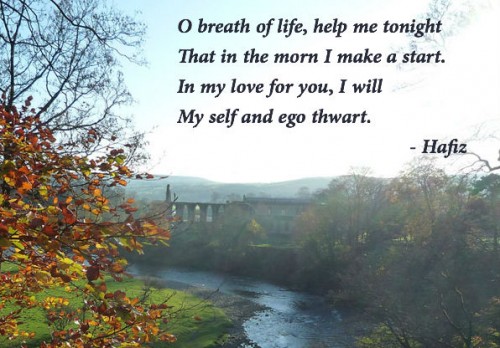 O breath of life, help me tonight
That in the morn I make a start.
In my love for you, I will
My self and ego thwart.
- Hafiz